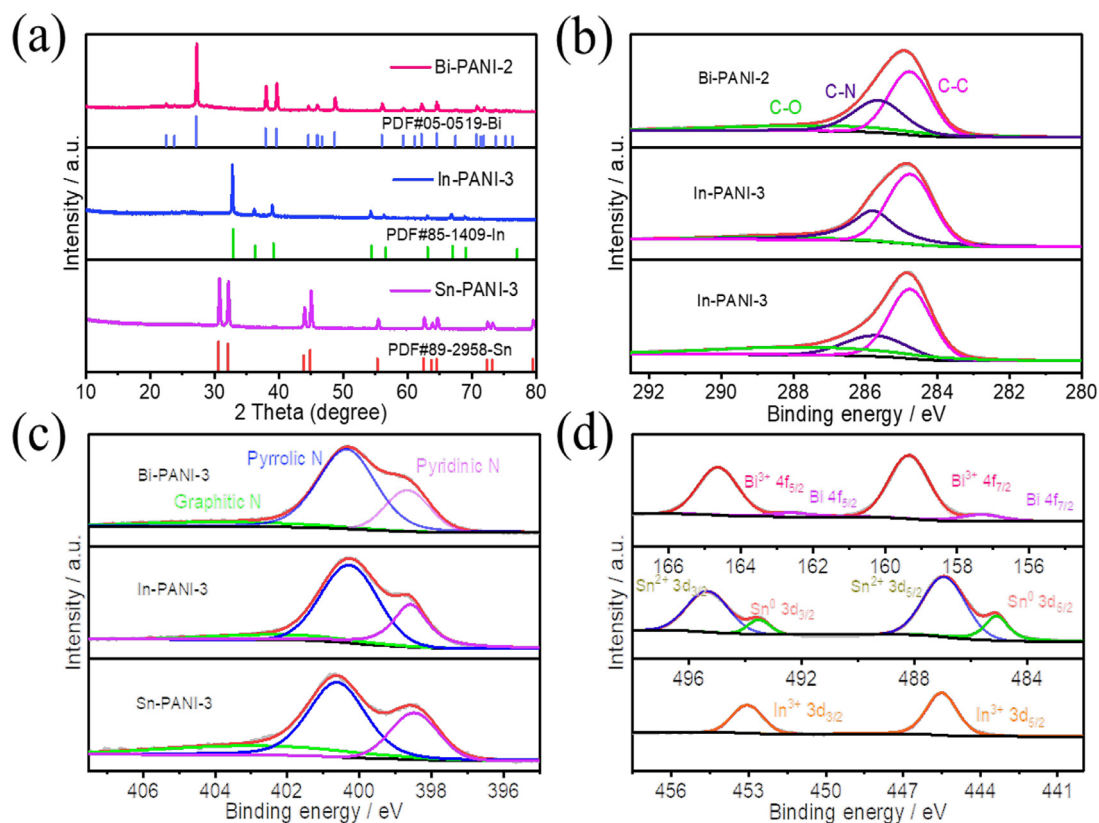 (a)
Intensity / a.u.
Bi-PANI-2
PDF#05-0519-Bi
In-PANI-3
PDF#85-1409-In
Sn-PANI-3
PDF#89-2958-Sn
10 20 30 40 50 60 70 80
2 Theta (degree)
(b)
Intensity / a.u.
Bi-PANI-2
C-O
C-N
C-C
In-PANI-3
In-PANI-3
292 290 288 286 284 282 280
Binding energy / eV
(c)
Intensity / a.u.
Bi-PANI-3
Pyrrolic N
Pyridinic N
Graphitic N
In-PANI-3
Sn-PANI-3
406 404 402 400 398 396
Binding energy / eV
(d)
Intensity / a.u.
Bi³⁺ 4f₅/₂
Bi 4f₅/₂
Bi³⁺ 4f₇/₂
Bi 4f₇/₂
166 164 162 160 158 156
Sn²⁺ 3d₃/₂
Sn⁰ 3d₃/₂
Sn²⁺ 3d₅/₂
Sn⁰ 3d₅/₂
496 492 488 484
In³⁺ 3d₃/₂
In³⁺ 3d₅/₂
456 453 450 447 444 441
Binding energy / eV